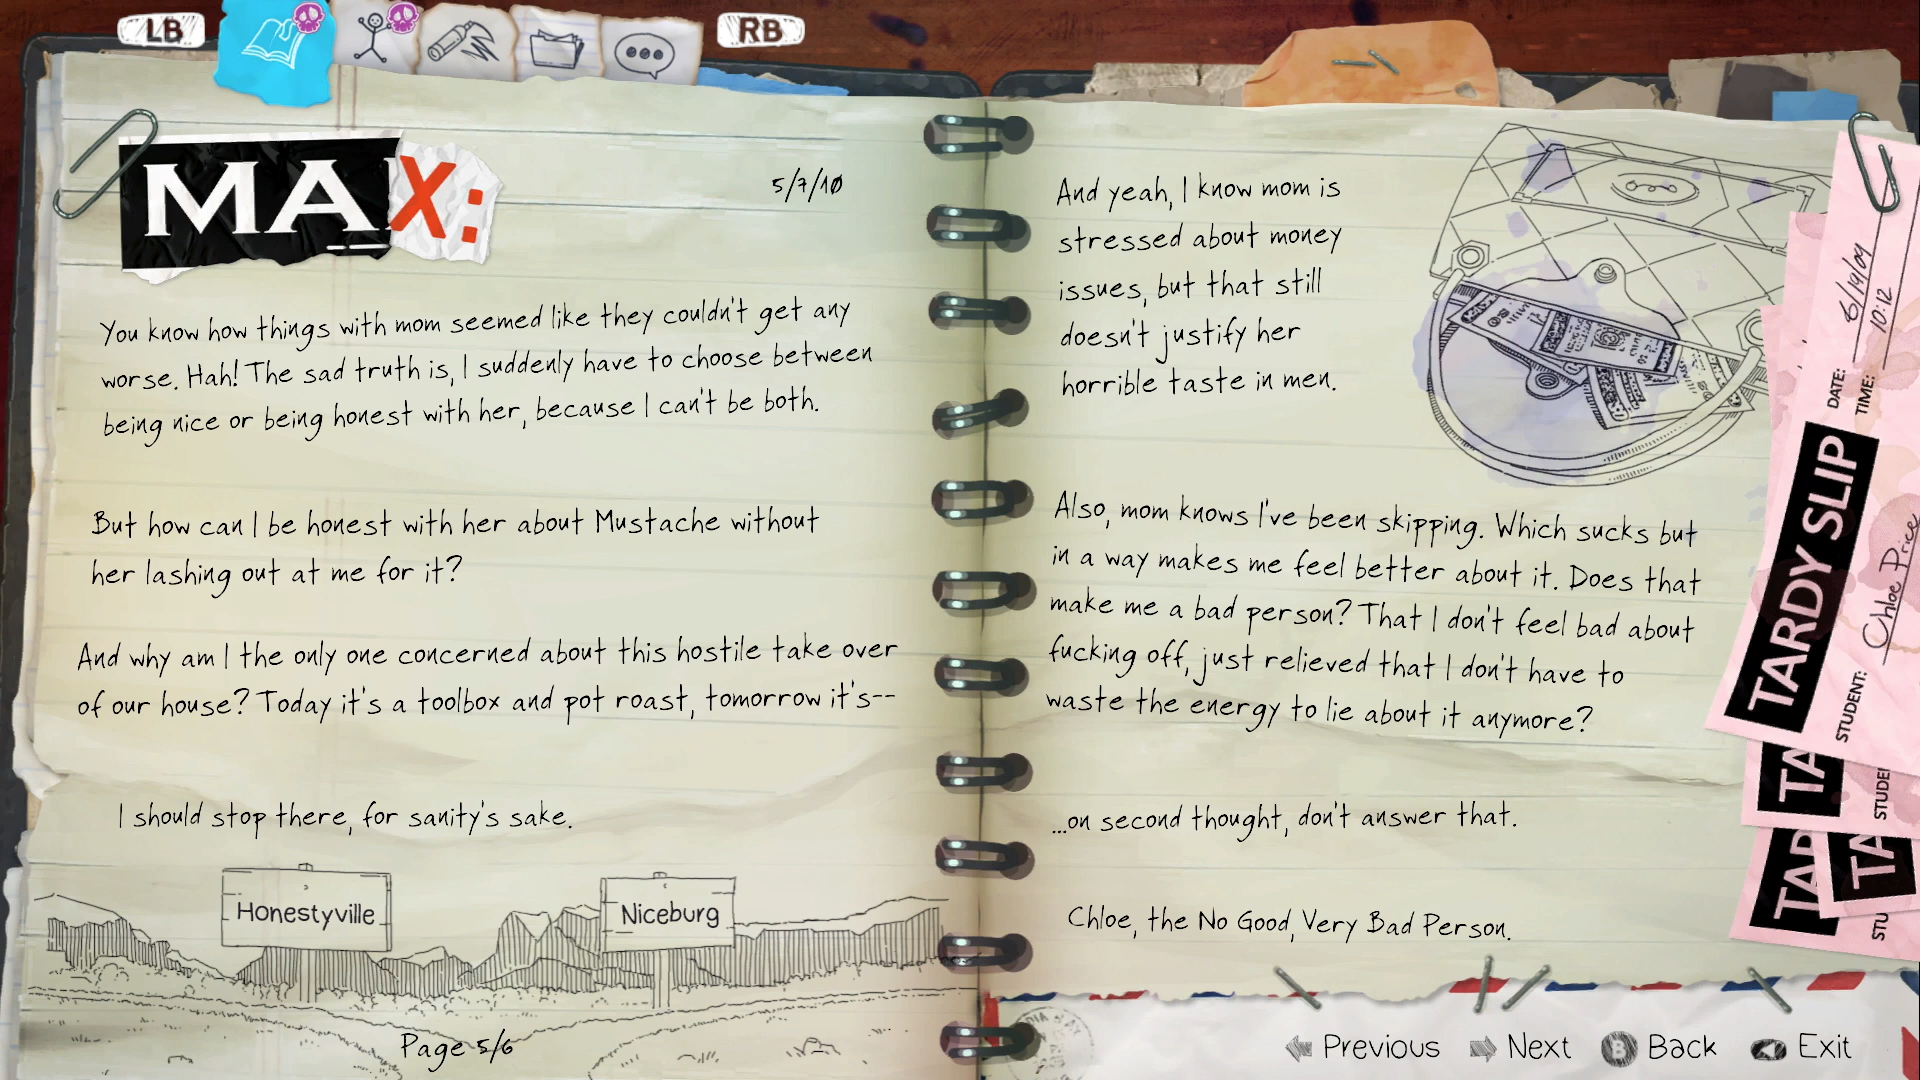 LB
RB
MAX:
5/7/10
You know how things with mom seemed like they couldn't get any
worse. Hah! The sad truth is, I suddenly have to choose between
being nice or being honest with her, because I can't be both.
But how can I be honest with her about Mustache without
her lashing out at me for it?
And why am I the only one concerned about this hostile take over
of our house? Today it's a toolbox and pot roast, tomorrow it's--
I should stop there, for sanity's sake.
Honestyville
Niceburg
Page 5/6
And yeah, I know mom is
stressed about money
issues, but that still
doesn't justify her
horrible taste in men.
Also, mom knows I've been skipping. Which sucks but
in a way makes me feel better about it. Does that
make me a bad person? That I don't feel bad about
fucking off, just relieved that I don't have to
waste the energy to lie about it anymore?
...on second thought, don't answer that.
Chloe, the No Good, Very Bad Person.
TARDY SLIP
DATE: 6/19/09
TIME: 10:12
STUDENT: Chloe Price
TA
STUDE
TAR
TA
STU
Previous
Next
B Back
Exit